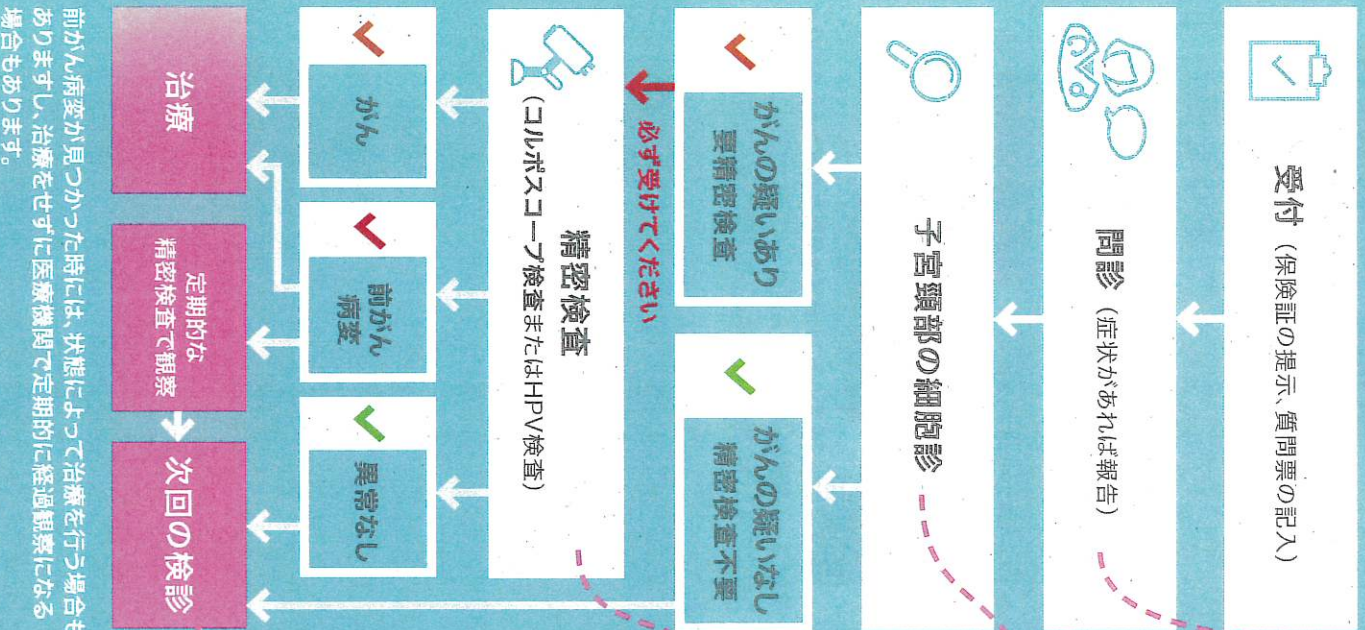 受付（保険証の提示、質問票の記入）
問診（症状があれば報告）
子宮頸部の細胞診
がんの疑いあり
要精密検査
がんの疑いなし
精密検査不要
必ず受けてください
精密検査
（コルポスコープ検査またはHPV検査）
がん
前がん
病変
異常なし
治療
定期的な
精密検査で観察
次回の検診
前がん病変が見つかった時には、状態によって治療を行う場合も
ありますし、治療をせずに医療機関で定期的に経過観察になる
場合もあります。